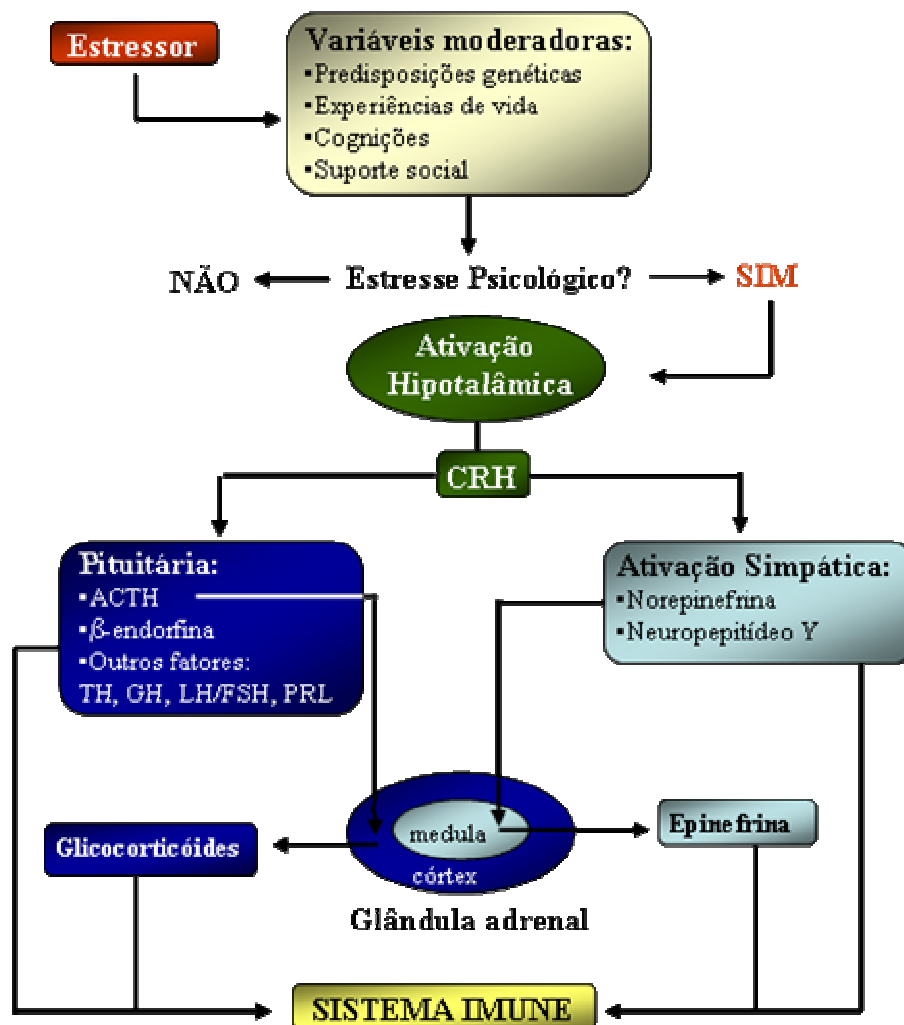 Estressor
Variáveis moderadoras:
▪Predisposições genéticas
▪Experiências de vida
▪Cognições
▪Suporte social
NÃO
Estresse Psicológico?
SIM
Ativação
Hipotalâmica
CRH
Pituitária:
▪ACTH
▪β-endorfina
▪Outros fatores:
TH, GH, LH/FSH, PRL
Ativação Simpática:
▪Norepinefrina
▪Neuropepitídeo Y
Glicocorticóides
medula
córtex
Epinefrina
Glândula adrenal
SISTEMA IMUNE